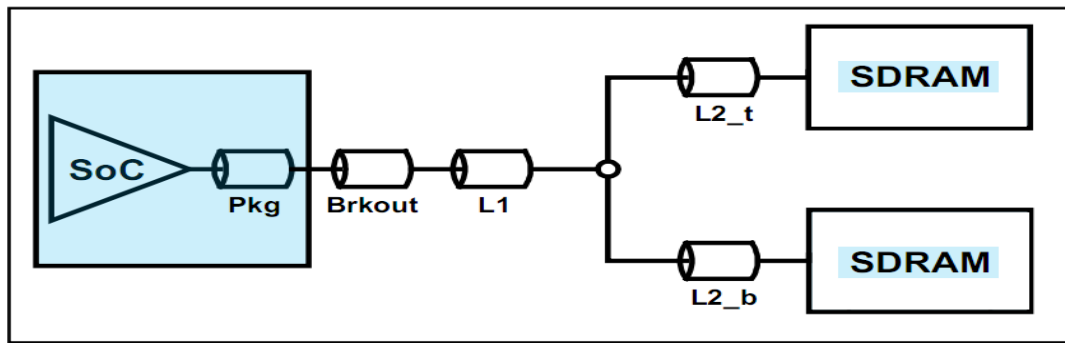 SoC
Pkg
Brkout
L1
L2_t
SDRAM
L2_b
SDRAM